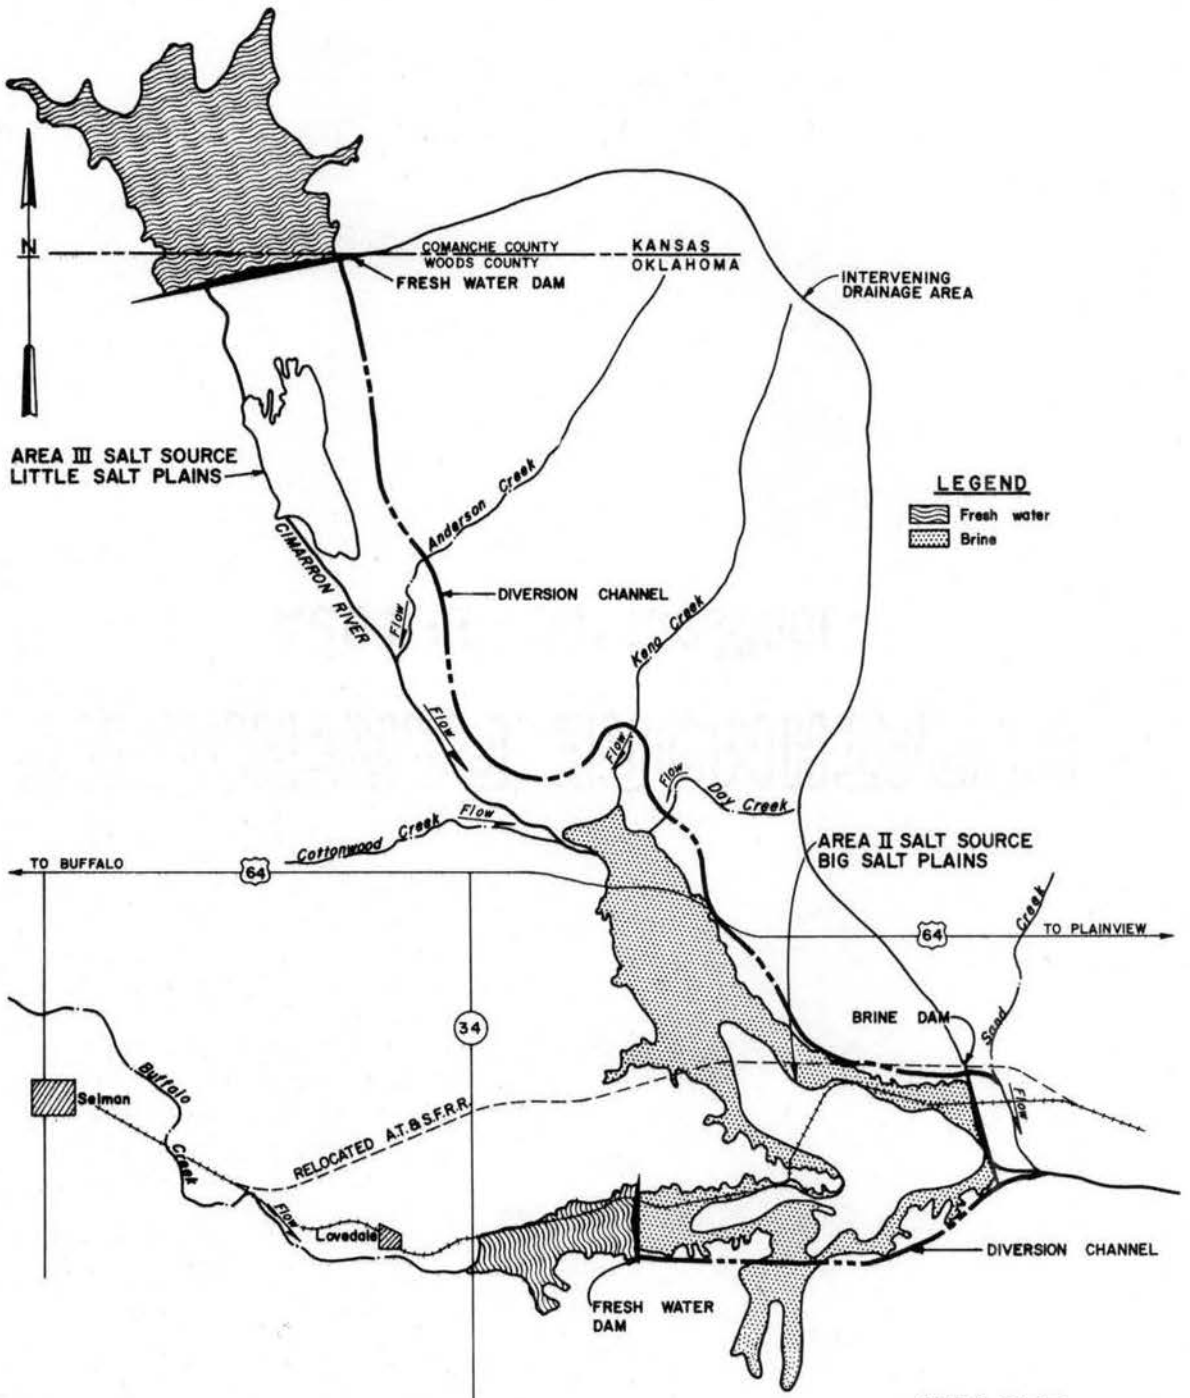 N
COMANCHE COUNTY
WOODS COUNTY
KANSAS
OKLAHOMA
FRESH WATER DAM
INTERVENING
DRAINAGE AREA
AREA III SALT SOURCE
LITTLE SALT PLAINS
LEGEND
Fresh water
Brine
Anderson Creek
CIMARRON RIVER
Flow
DIVERSION CHANNEL
Keno Creek
Flow
Flow
Flow
Day Creek
Cottonwood Creek
Flow
AREA II SALT SOURCE
BIG SALT PLAINS
TO BUFFALO
64
64
TO PLAINVIEW
Sand Creek
34
BRINE DAM
Buffalo Creek
Selman
RELOCATED A.T.&S.F.R.R.
Flow
Flow
Lovedale
DIVERSION CHANNEL
FRESH WATER
DAM